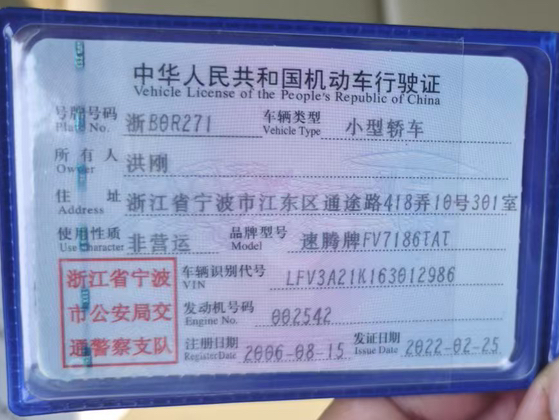 中华人民共和国机动车行驶证
Vehicle License of the People's Republic of China
号牌号码 浙B0R271 车辆类型 小型轿车
Plate No. Vehicle Type
所有人 洪刚
Owner
住址 浙江省宁波市江东区通途路418弄10号301室
Address
使用性质 非营运 品牌型号 速腾牌FV7186TAT
Use Character Model
浙江省宁波
市公安局交
通警察支队
车辆识别代号 LFV3A21K163012986
VIN
发动机号码 002542
Engine No.
注册日期 2006-08-15 发证日期 2022-02-25
Register Date Issue Date